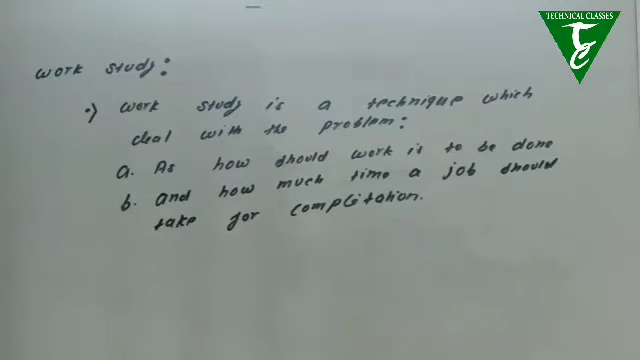 TECHNICAL CLASSES
TC
work study:
·) work study is a technique which
deal with the problem:
a. As how should work is to be done
b. and how much time a job should
take for complitation.